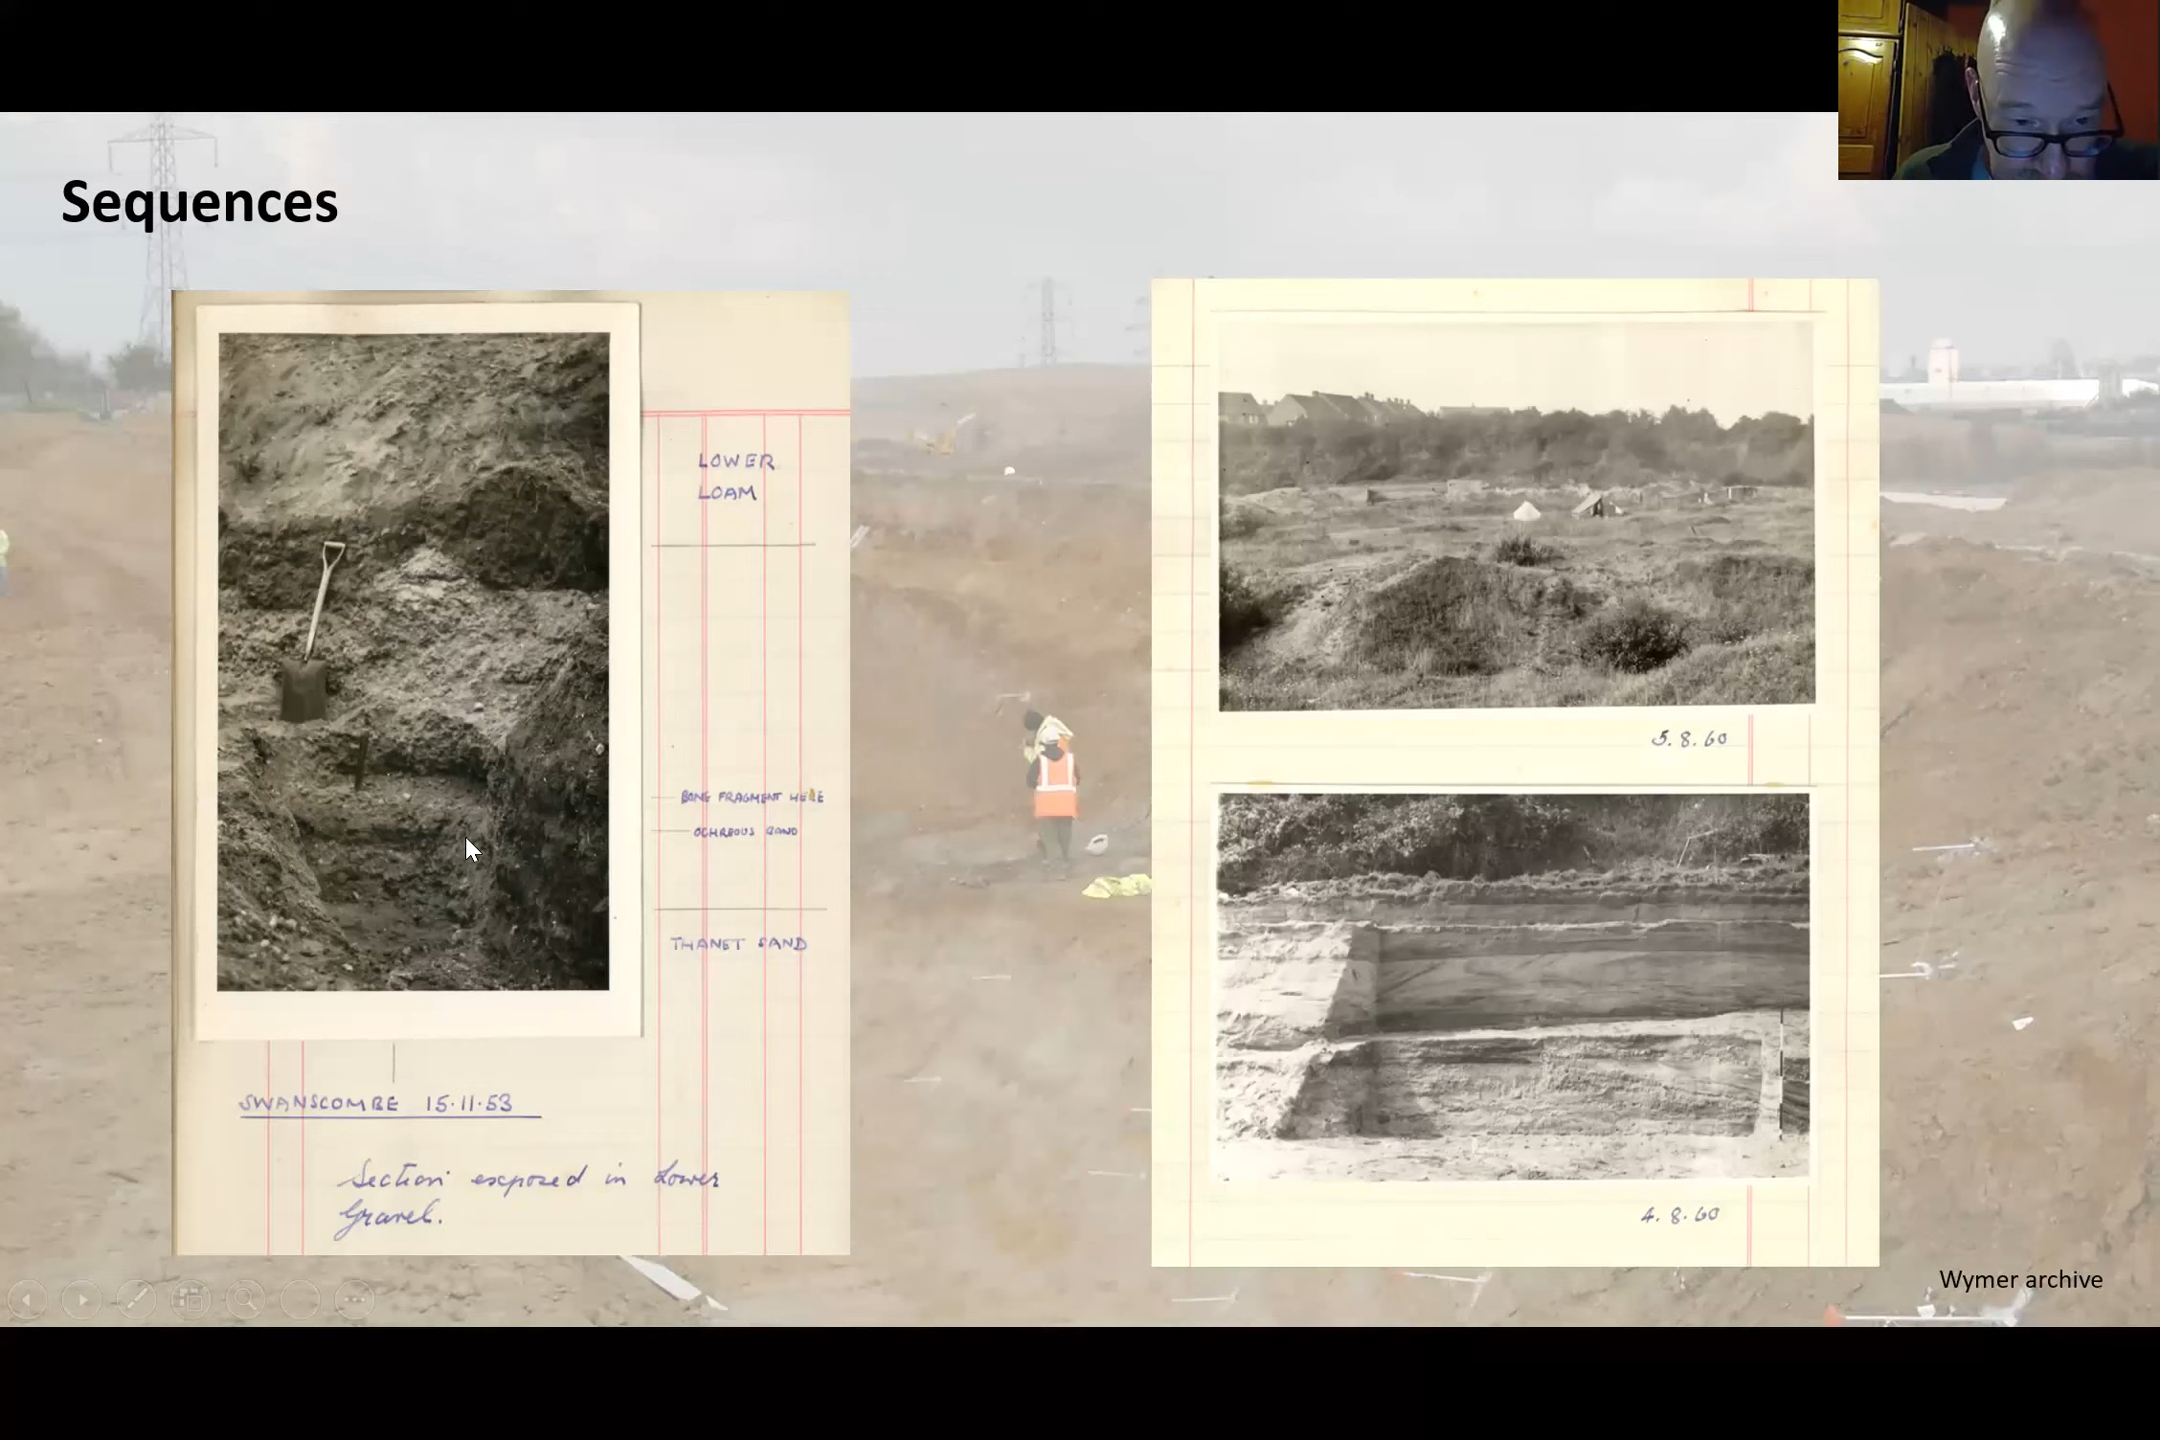 Sequences
LOWER
LOAM
BONE FRAGMENT HERE
OCHREOUS BAND
THANET SAND
SWANSCOMBE 15.11.53
Section exposed in Lower
Gravel.
5.8.60
4.8.60
Wymer archive